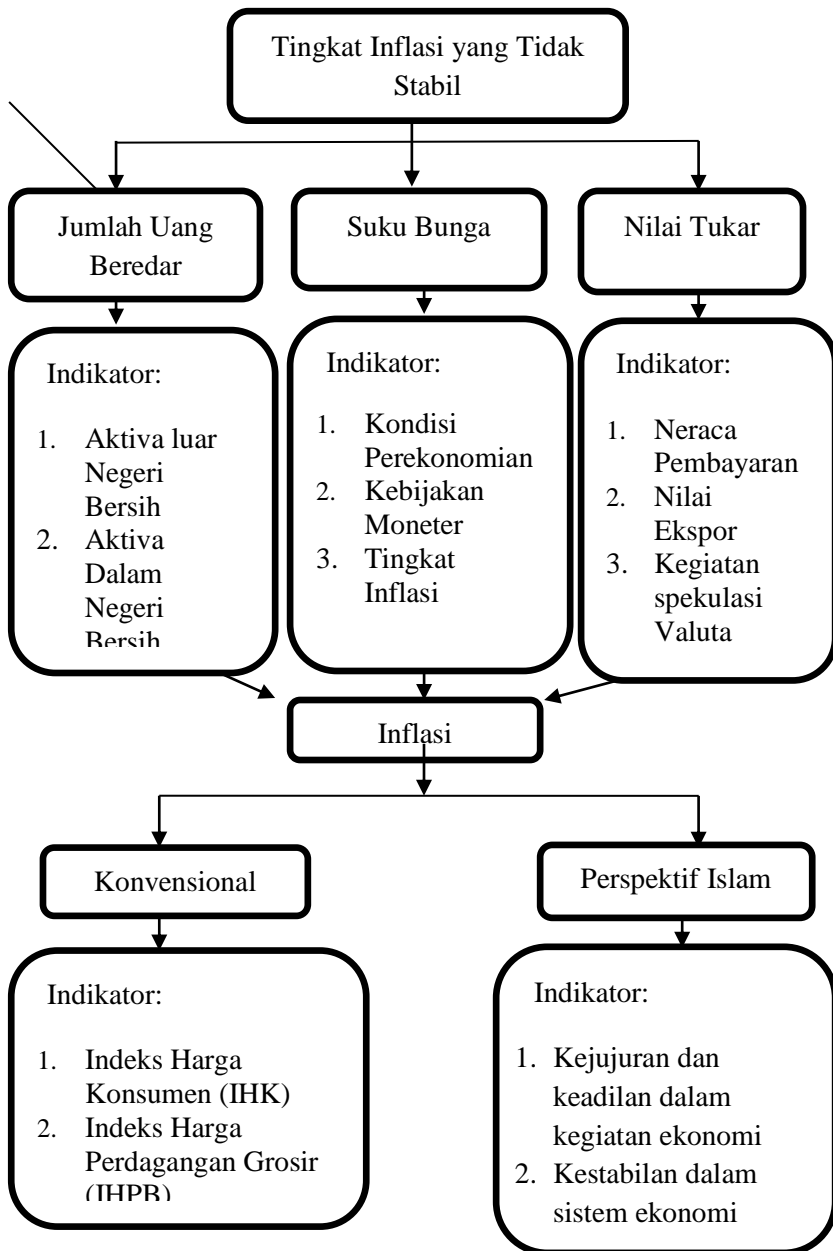 Tingkat Inflasi yang Tidak
Stabil
Jumlah Uang
Beredar
Suku Bunga
Nilai Tukar
Indikator:
1. Aktiva luar
Negeri
Bersih
2. Aktiva
Dalam
Negeri
Bersih
Indikator:
1. Kondisi
Perekonomian
2. Kebijakan
Moneter
3. Tingkat
Inflasi
Indikator:
1. Neraca
Pembayaran
2. Nilai
Ekspor
3. Kegiatan
spekulasi
Valuta
Inflasi
Konvensional
Perspektif Islam
Indikator:
1. Indeks Harga
Konsumen (IHK)
2. Indeks Harga
Perdagangan Grosir
(IHPB)
Indikator:
1. Kejujuran dan
keadilan dalam
kegiatan ekonomi
2. Kestabilan dalam
sistem ekonomi